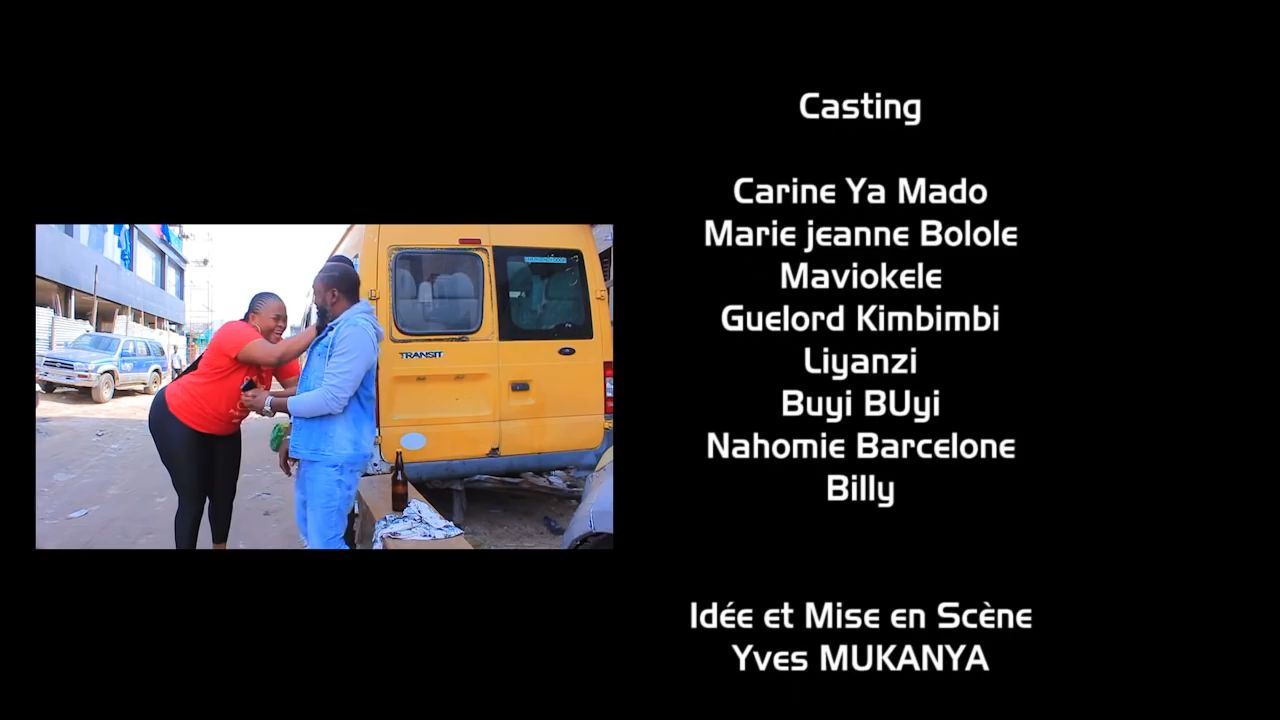 Casting
Carine Ya Mado
Marie jeanne Bolole
Maviokele
Guelord Kimbimbi
Liyanzi
Buyi BUyi
Nahomie Barcelone
Billy
Idée et Mise en Scène
Yves MUKANYA
TRANSIT